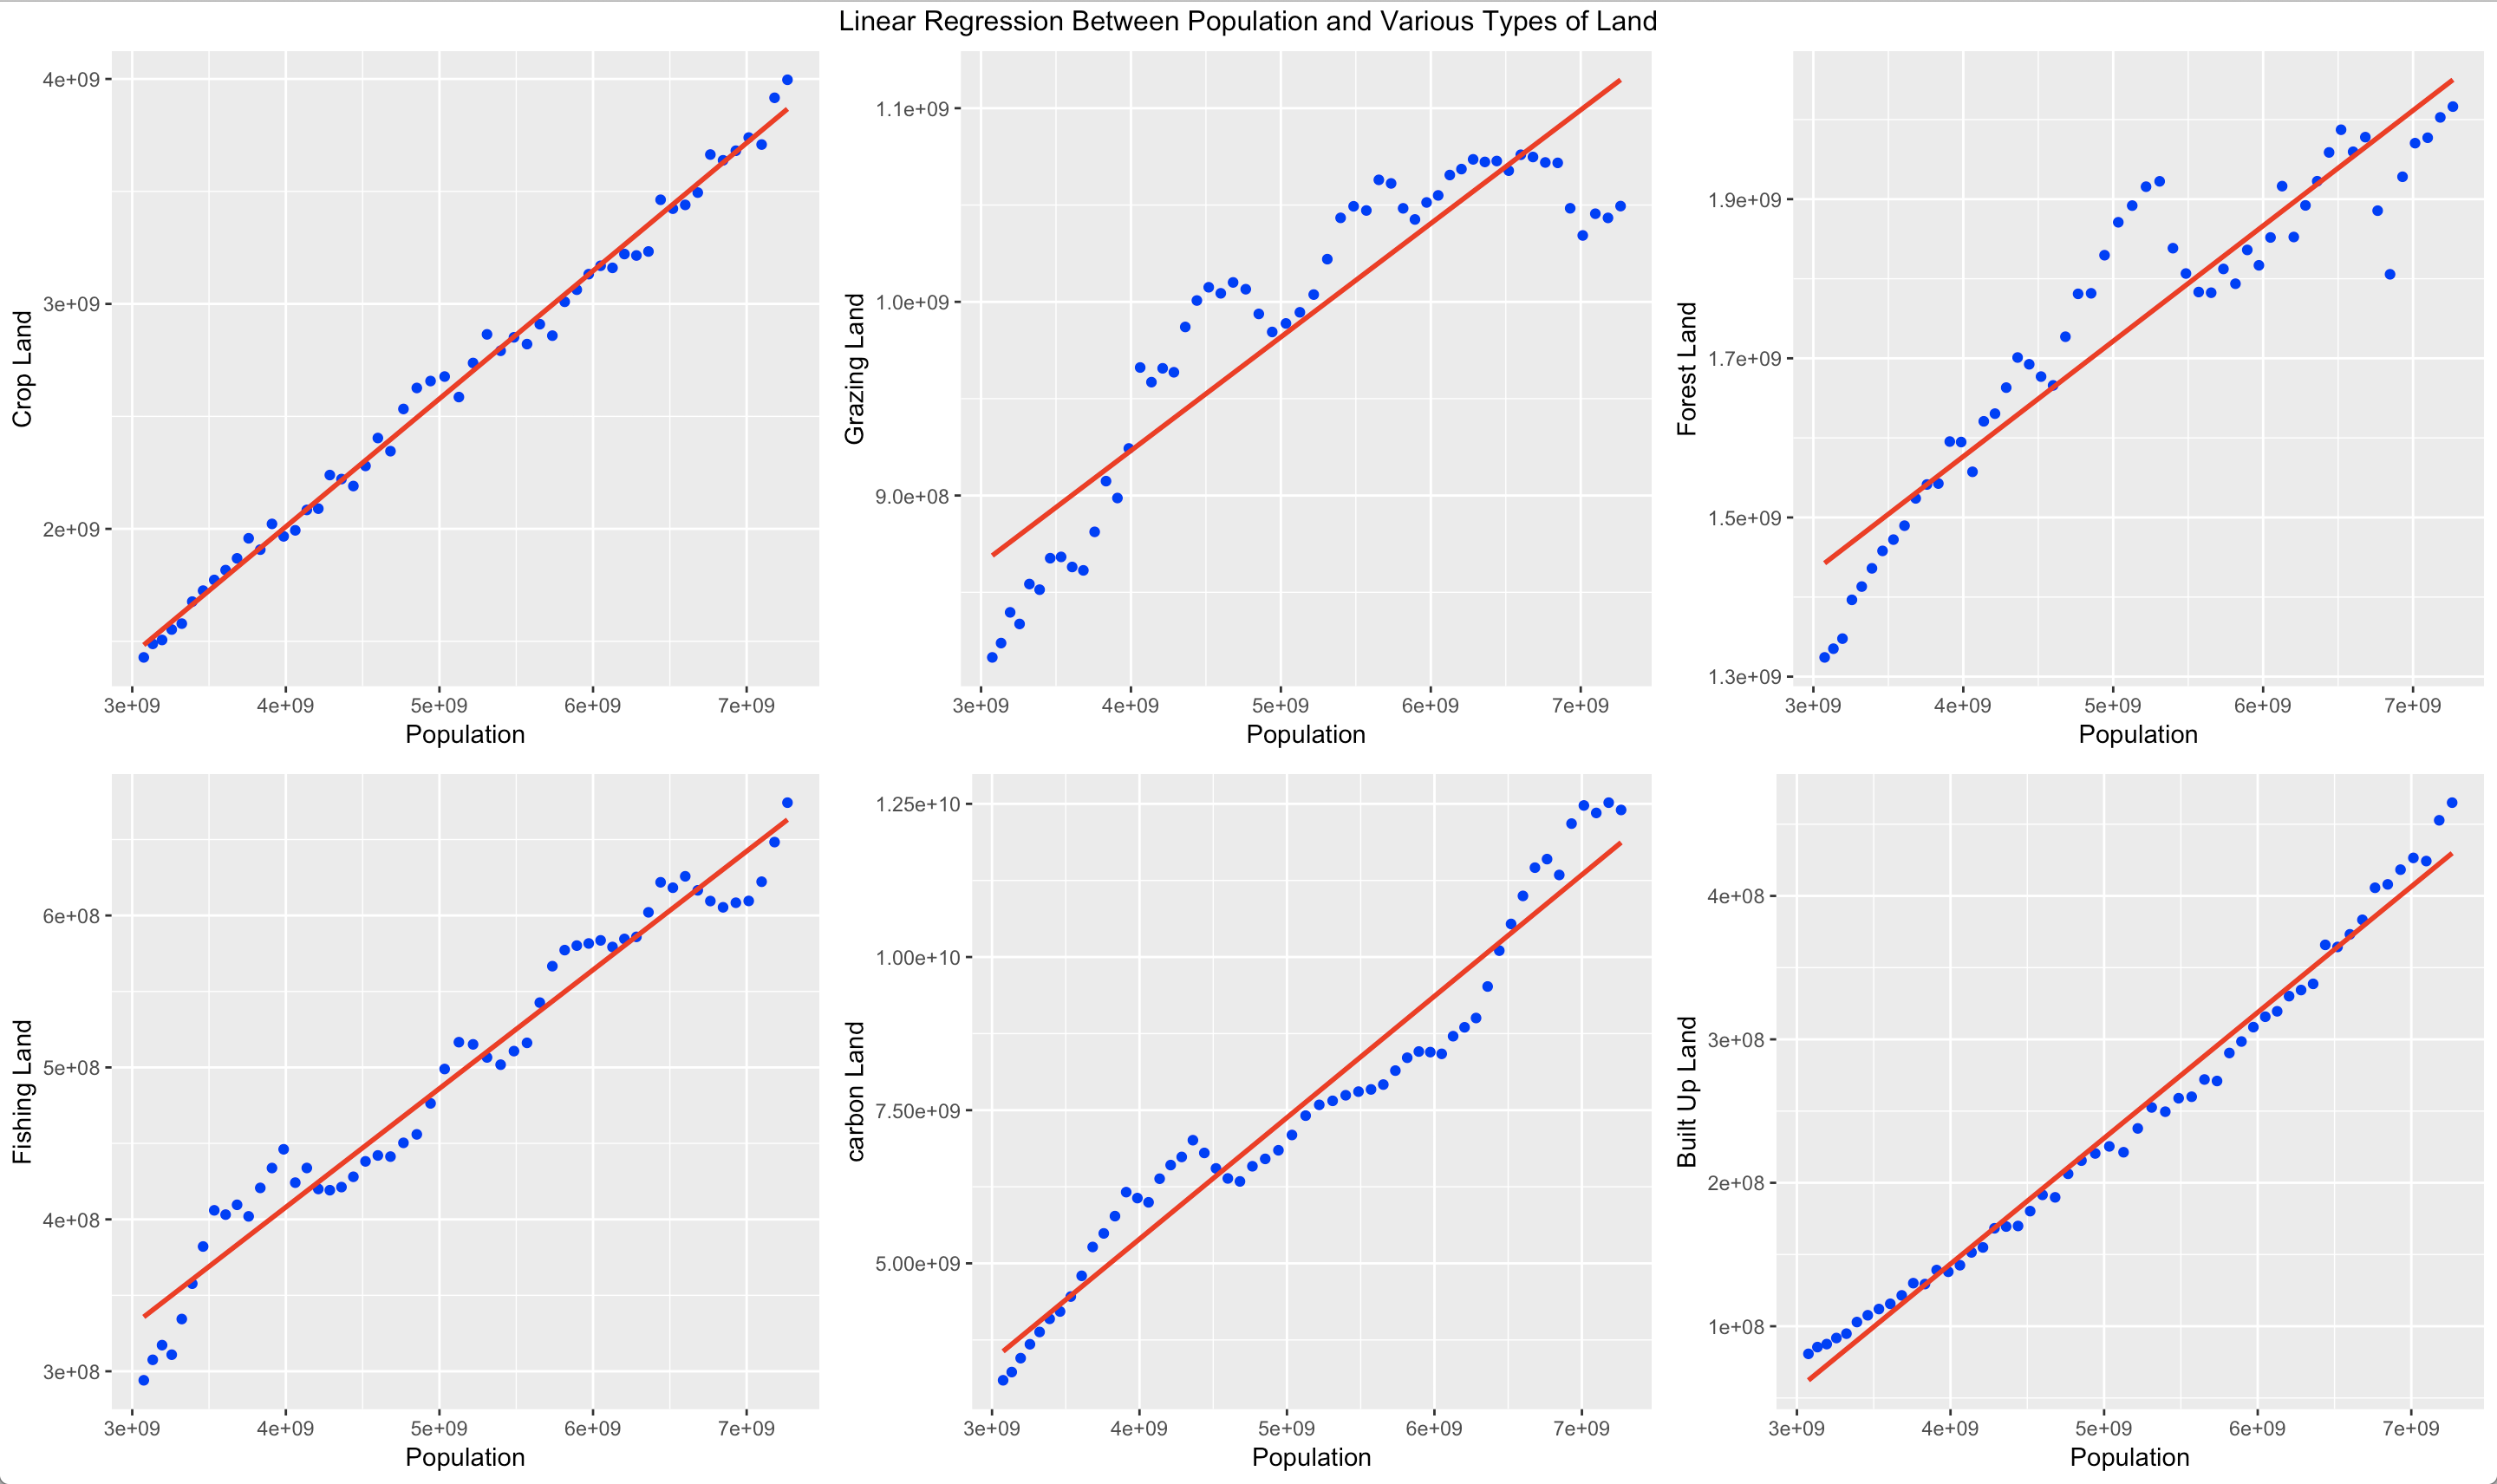 Linear Regression Between Population and Various Types of Land
Crop Land
4e+09
3e+09
2e+09
3e+09 4e+09 5e+09 6e+09 7e+09
Population
Grazing Land
1.1e+09
1.0e+09
9.0e+08
3e+09 4e+09 5e+09 6e+09 7e+09
Population
Forest Land
1.9e+09
1.7e+09
1.5e+09
1.3e+09
3e+09 4e+09 5e+09 6e+09 7e+09
Population
Fishing Land
6e+08
5e+08
4e+08
3e+08
3e+09 4e+09 5e+09 6e+09 7e+09
Population
carbon Land
1.25e+10
1.00e+10
7.50e+09
5.00e+09
3e+09 4e+09 5e+09 6e+09 7e+09
Population
Built Up Land
4e+08
3e+08
2e+08
1e+08
3e+09 4e+09 5e+09 6e+09 7e+09
Population